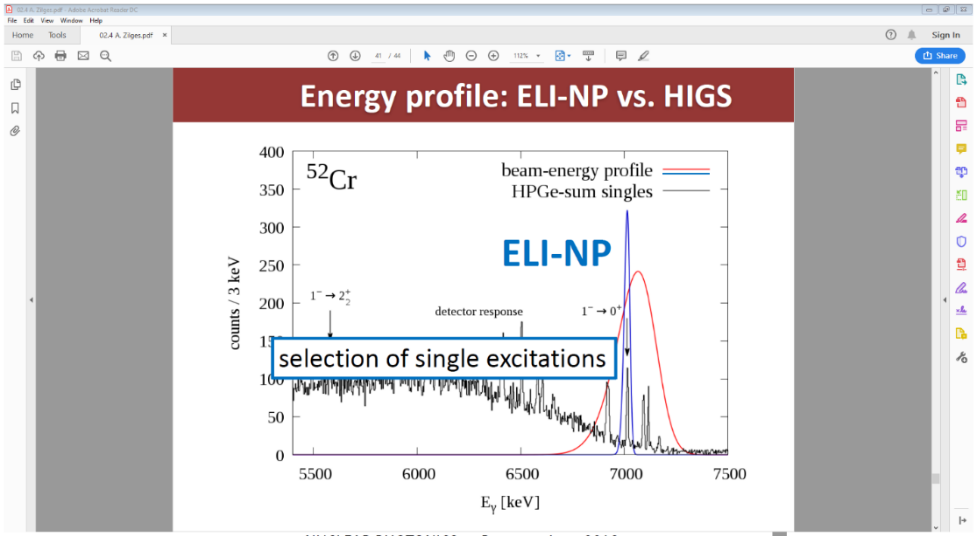 02.4 A. Zilges.pdf - Adobe Acrobat Reader DC
File Edit View Window Help
Home Tools 02.4 A. Zilges.pdf × Sign In
41 / 44 112% Share
Energy profile: ELI-NP vs. HIGS
400
350
300
250
200
100
50
0
⁵²Cr
beam-energy profile
HPGe-sum singles
ELI-NP
counts / 3 keV
1⁻ → 2₂⁺
detector response
1⁻ → 0⁺
selection of single excitations
5500 6000 6500 7000 7500
Eγ [keV]